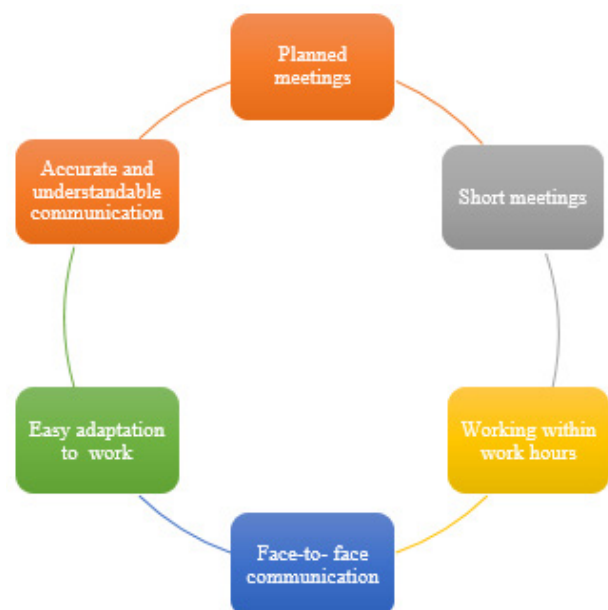 Planned
meetings
Short meetings
Working within
work hours
Face-to- face
communication
Easy adaptation
to work
Accurate and
understandable
communication